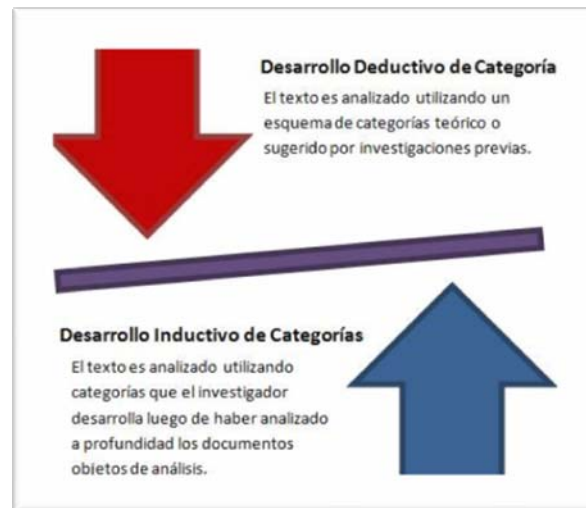 Desarrollo Deductivo de Categoría
El texto es analizado utilizando un
esquema de categorías teórico o
sugerido por investigaciones previas.
Desarrollo Inductivo de Categorías
El texto es analizado utilizando
categorías que el investigador
desarrolla luego de haber analizado
a profundidad los documentos
objetos de análisis.